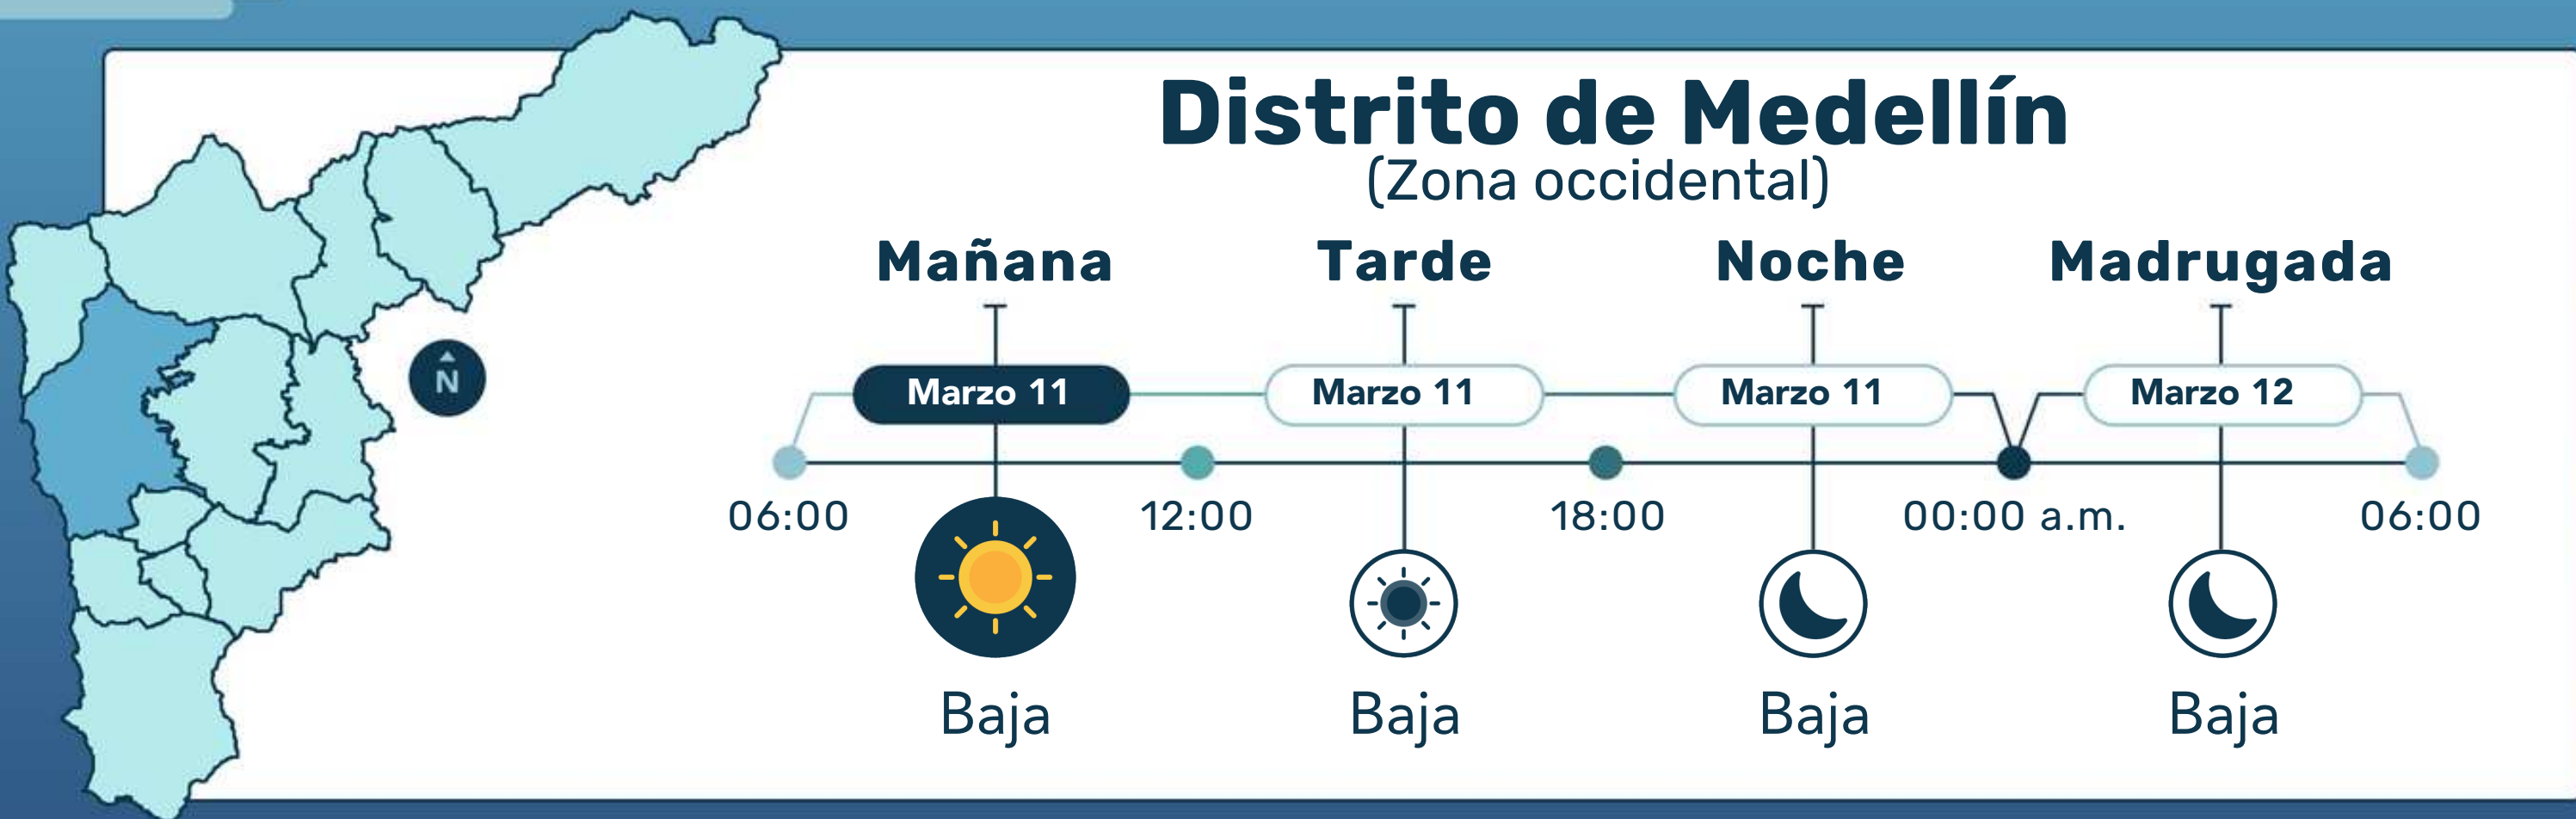 Distrito de Medellín
(Zona occidental)
Mañana Tarde Noche Madrugada
Marzo 11 Marzo 11 Marzo 11 Marzo 12
N
06:00 12:00 18:00 00:00 a.m. 06:00
Baja Baja Baja Baja